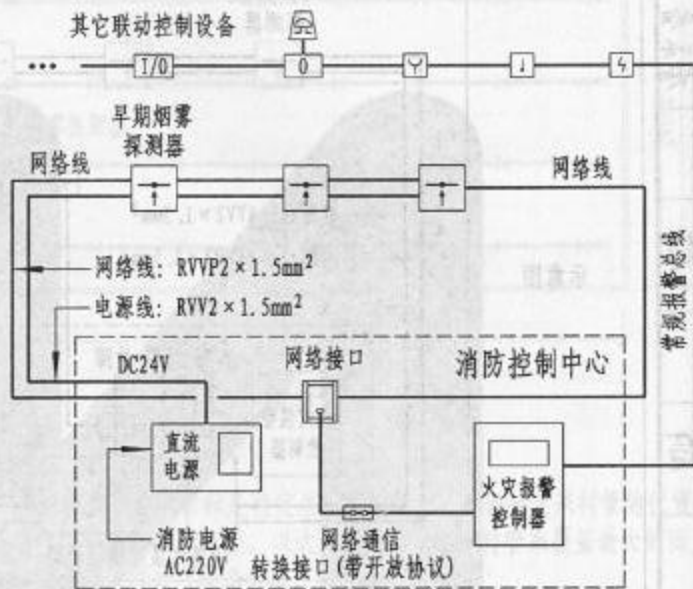 其它联动控制设备
••• I/O O
早期烟雾
探测器
网络线
网络线
网络线: RVVP2×1.5mm²
电源线: RVV2×1.5mm²
常规报警总线
DC24V
网络接口
消防控制中心
直流
电源
火灾报警
控制器
消防电源
AC220V
网络通信
转换接口(带开放协议)